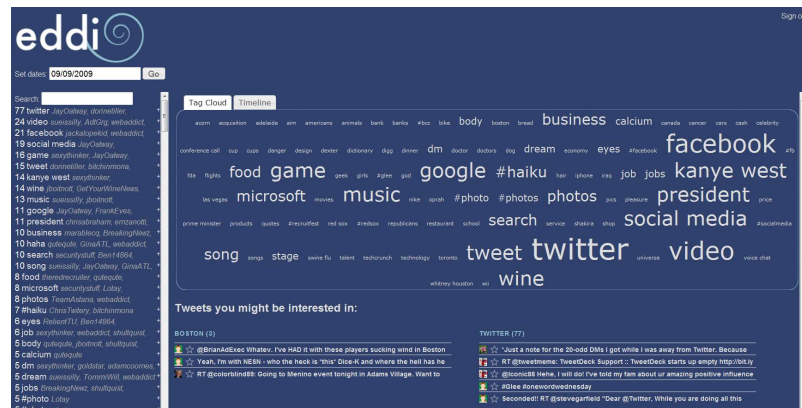 eddi
Sign o
Set dates: 09/09/2009 Go
Search:
77 twitter JayOatway, dorinetiller,
24 video sueissilly, AdtGrg, webaddict,
21 facebook jackalopekid, webaddict,
19 social media JayOatway,
16 game sexythinker, JayOatway,
15 tweet dorinetiller, bitchinmona,
14 kanye west sexythinker,
14 wine jboitnott, GetYourWineNews,
13 music sueissilly, jboitnott,
11 google JayOatway, FrankEves,
11 president chrisabraham, ernzanotti,
10 business marablecq, BreakingNewz,
10 haha qutequte, GinaATL, webaddict,
10 search securitystuff, Ben14864,
10 song sueissilly, JayOatway, GinaATL,
8 food theredrecruiter, qutequte,
8 microsoft securitystuff, Lotay,
8 photos TeamAstana, webaddict,
7 #haiku ChrisTwitery, bitchinmona
6 eyes RelientTU, Ben14864,
6 job sexythinker, webaddict, shultquist,
5 body qutequte, jboitnott, shultquist,
5 calcium qutequte
5 dm sexythinker, goldstar, adamcoomes,
5 dream sueissilly, TommiWill, webaddict
5 jobs BreakingNewz, shultquist,
5 #photo Lotay
Tag Cloud Timeline
acorn acquisition adelaide aim americans animals bank banks #bcc bike body boston bread business calcium canada cancer cars cash celebrity
conference call cup cups danger design dexter dictionary digg dinner dm doctor doctors dog dream economy eyes #facebook facebook #fb
fda flights food game geek girls #glee god google #haiku hair iphone iraq job jobs kanye west
las vegas microsoft movies music nike oprah #photo #photos photos pics pleasure president price
prime minister products quotes #recruitfest red sox #redsox republicans restaurant school search service shakira shop social media #socialmedia
song songs stage swine flu talent techcrunch technology toronto tweet twitter universe video voice chat
whitney houston wii wine
Tweets you might be interested in:
BOSTON (3)
@BrianAdExec Whatev. I've HAD it with these players sucking wind in Boston
Yeah, I'm with NESN - who the heck is "this" Dice-K and where the hell has he
RT @colorblind89: Going to Menino event tonight in Adams Village. Want to
TWITTER (77)
"Just a note for the 20-odd DMs I got while I was away from Twitter. Because
RT @tweetmeme: TweetDeck Support :: TweetDeck starts up empty http://bit.ly
@Iconic88 Hehe, I will do! I've told my fam about ur amazing positive influence
#Glee #onewordwednesday
Seconded!! RT @stevegarfield "Dear @Twitter, While you are doing all this